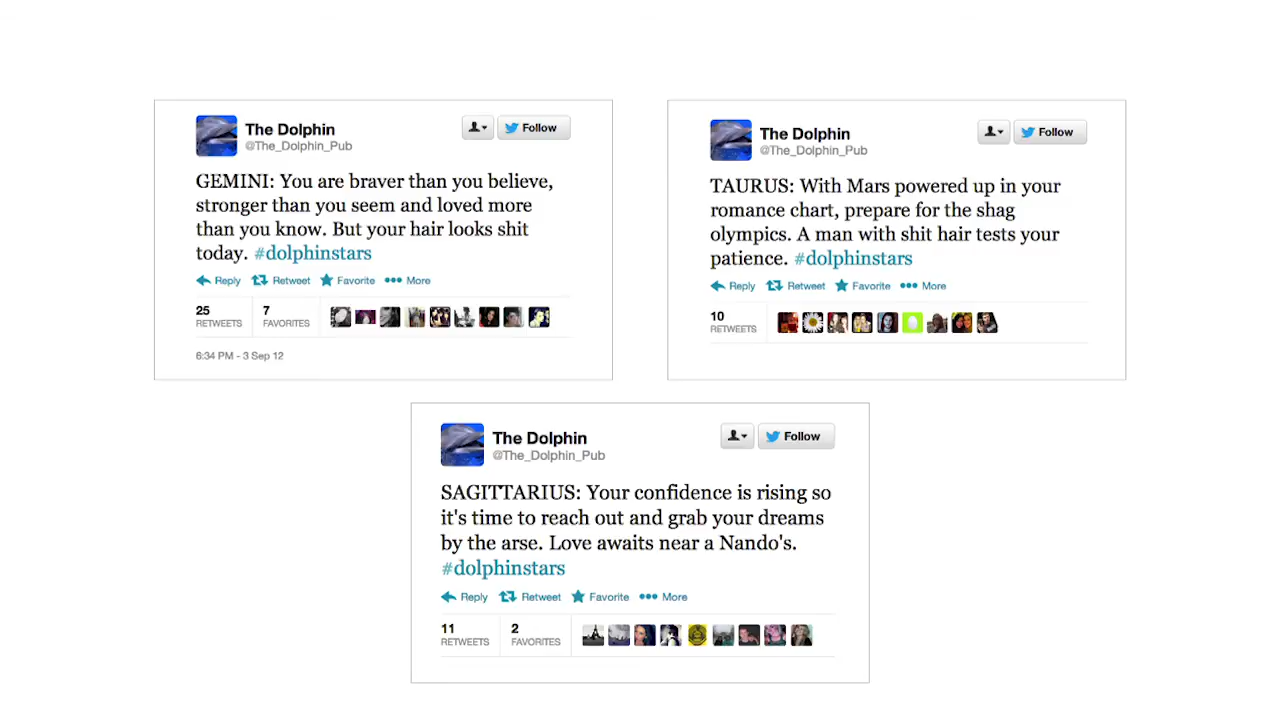 The Dolphin
@The_Dolphin_Pub
Follow
GEMINI: You are braver than you believe,
stronger than you seem and loved more
than you know. But your hair looks shit
today. #dolphinstars
Reply Retweet Favorite More
25 7
RETWEETS FAVORITES
6:34 PM - 3 Sep 12
The Dolphin
@The_Dolphin_Pub
Follow
TAURUS: With Mars powered up in your
romance chart, prepare for the shag
olympics. A man with shit hair tests your
patience. #dolphinstars
Reply Retweet Favorite More
10
RETWEETS
The Dolphin
@The_Dolphin_Pub
Follow
SAGITTARIUS: Your confidence is rising so
it's time to reach out and grab your dreams
by the arse. Love awaits near a Nando's.
#dolphinstars
Reply Retweet Favorite More
11 2
RETWEETS FAVORITES